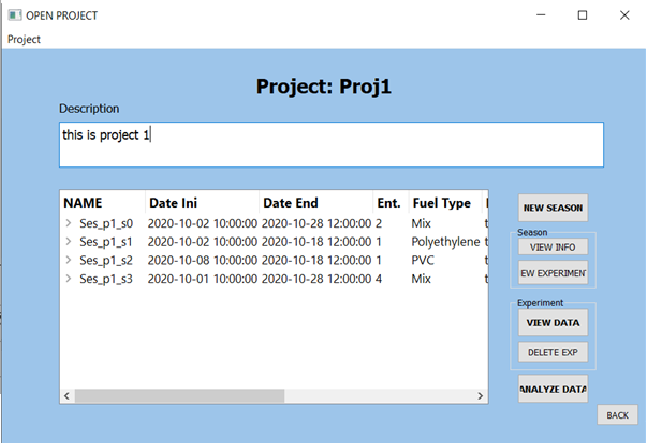 OPEN PROJECT
Project
Project: Proj1
Description
this is project 1
NAME Date Ini Date End Ent. Fuel Type
Ses_p1_s0 2020-10-02 10:00:00 2020-10-28 12:00:00 2 Mix t
Ses_p1_s1 2020-10-02 10:00:00 2020-10-18 12:00:00 1 Polyethylene t
Ses_p1_s2 2020-10-08 10:00:00 2020-10-18 12:00:00 1 PVC t
Ses_p1_s3 2020-10-01 10:00:00 2020-10-28 12:00:00 4 Mix t
NEW SEASON
Season
VIEW INFO
EW EXPERIMENT
Experiment
VIEW DATA
DELETE EXP
ANALYZE DATA
BACK